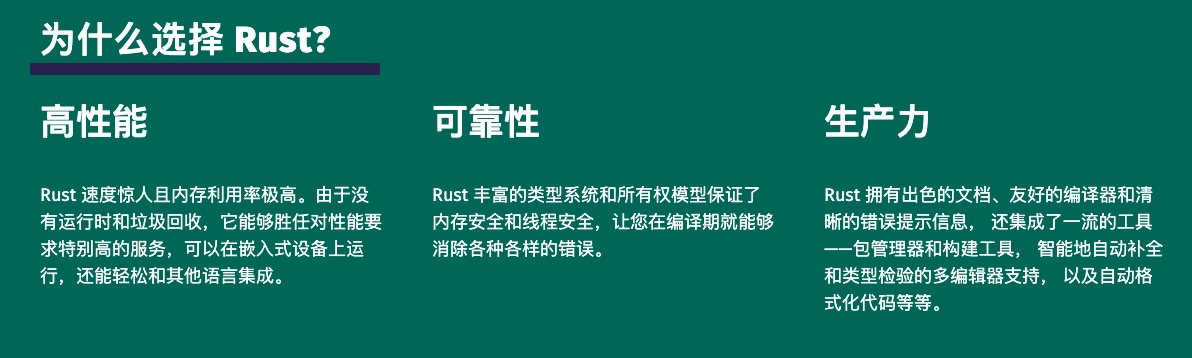 为什么选择 Rust?
高性能
Rust 速度惊人且内存利用率极高。由于没
有运行时和垃圾回收，它能够胜任对性能要
求特别高的服务，可以在嵌入式设备上运
行，还能轻松和其他语言集成。
可靠性
Rust 丰富的类型系统和所有权模型保证了
内存安全和线程安全，让您在编译期就能够
消除各种各样的错误。
生产力
Rust 拥有出色的文档、友好的编译器和清
晰的错误提示信息， 还集成了一流的工具
——包管理器和构建工具， 智能地自动补全
和类型检验的多编辑器支持， 以及自动格
式化代码等等。